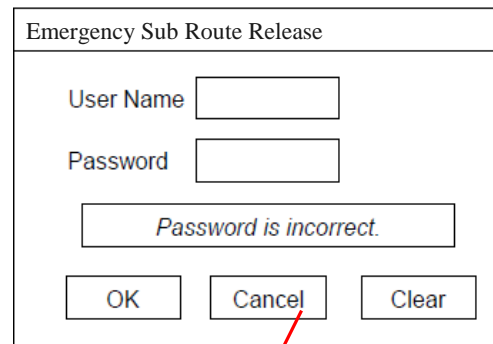 Emergency Sub Route Release
User Name
Password
Password is incorrect.
OK Cancel Clear